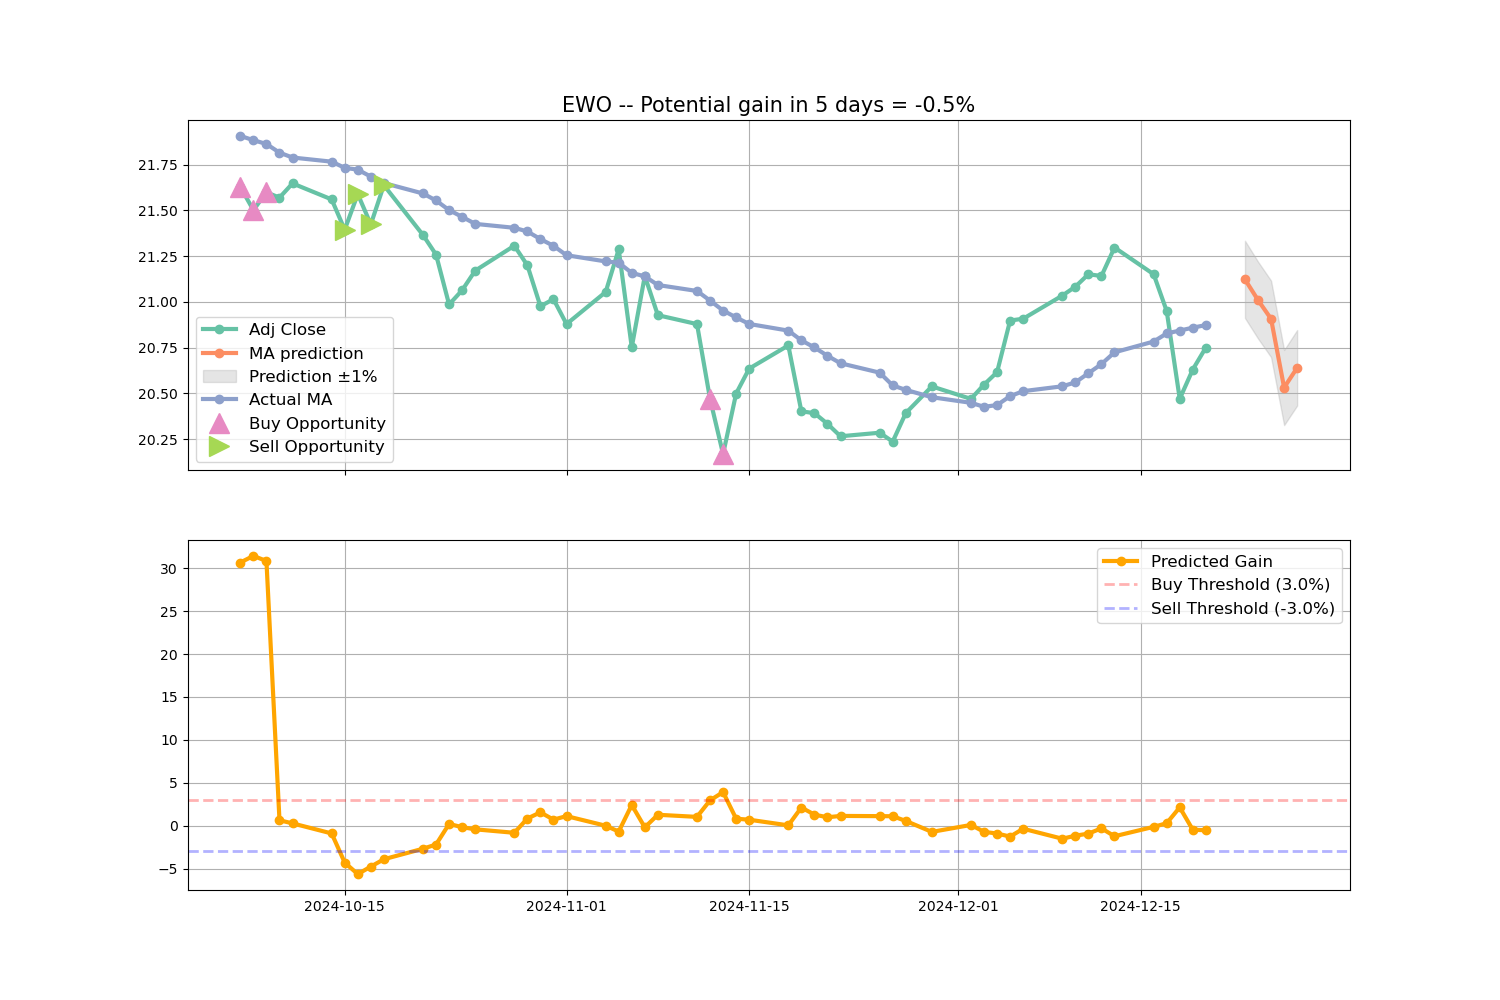 EWO -- Potential gain in 5 days = -0.5%
21.75
21.50
21.25
21.00
20.75
20.50
20.25
Adj Close
MA prediction
Prediction ±1%
Actual MA
Buy Opportunity
Sell Opportunity
30
25
20
15
10
5
0
−5
Predicted Gain
Buy Threshold (3.0%)
Sell Threshold (-3.0%)
2024-10-15
2024-11-01
2024-11-15
2024-12-01
2024-12-15